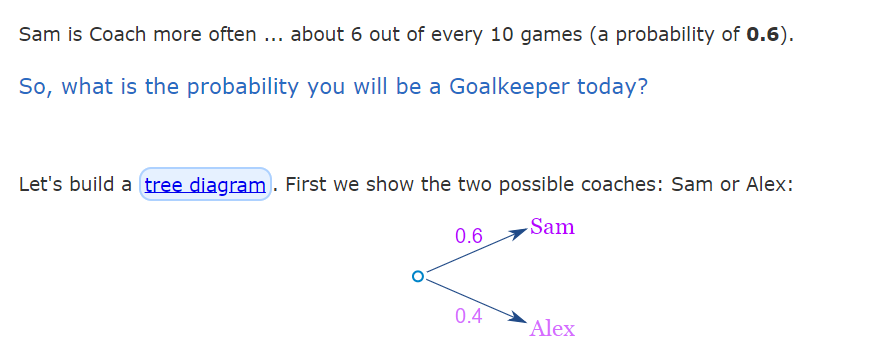 Sam is Coach more often ... about 6 out of every 10 games (a probability of 0.6).
So, what is the probability you will be a Goalkeeper today?
Let's build a tree diagram. First we show the two possible coaches: Sam or Alex:
Sam
0.6
0.4
Alex